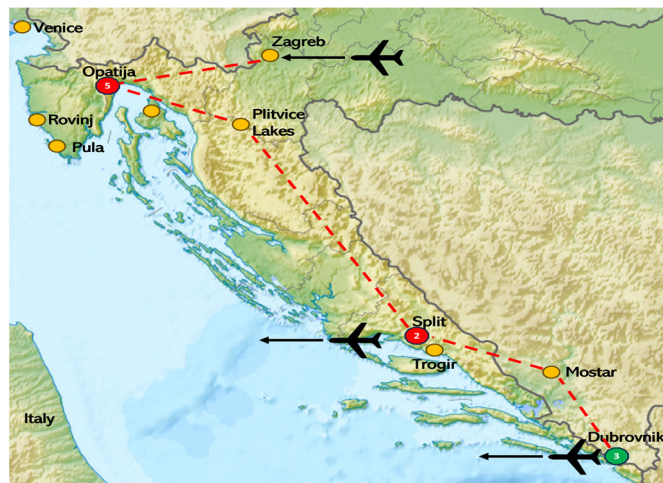 Venice
Zagreb
Opatija
5
Rovinj
Plitvice
Lakes
Pula
Split
2
Trogir
Mostar
Italy
Dubrovnik
3